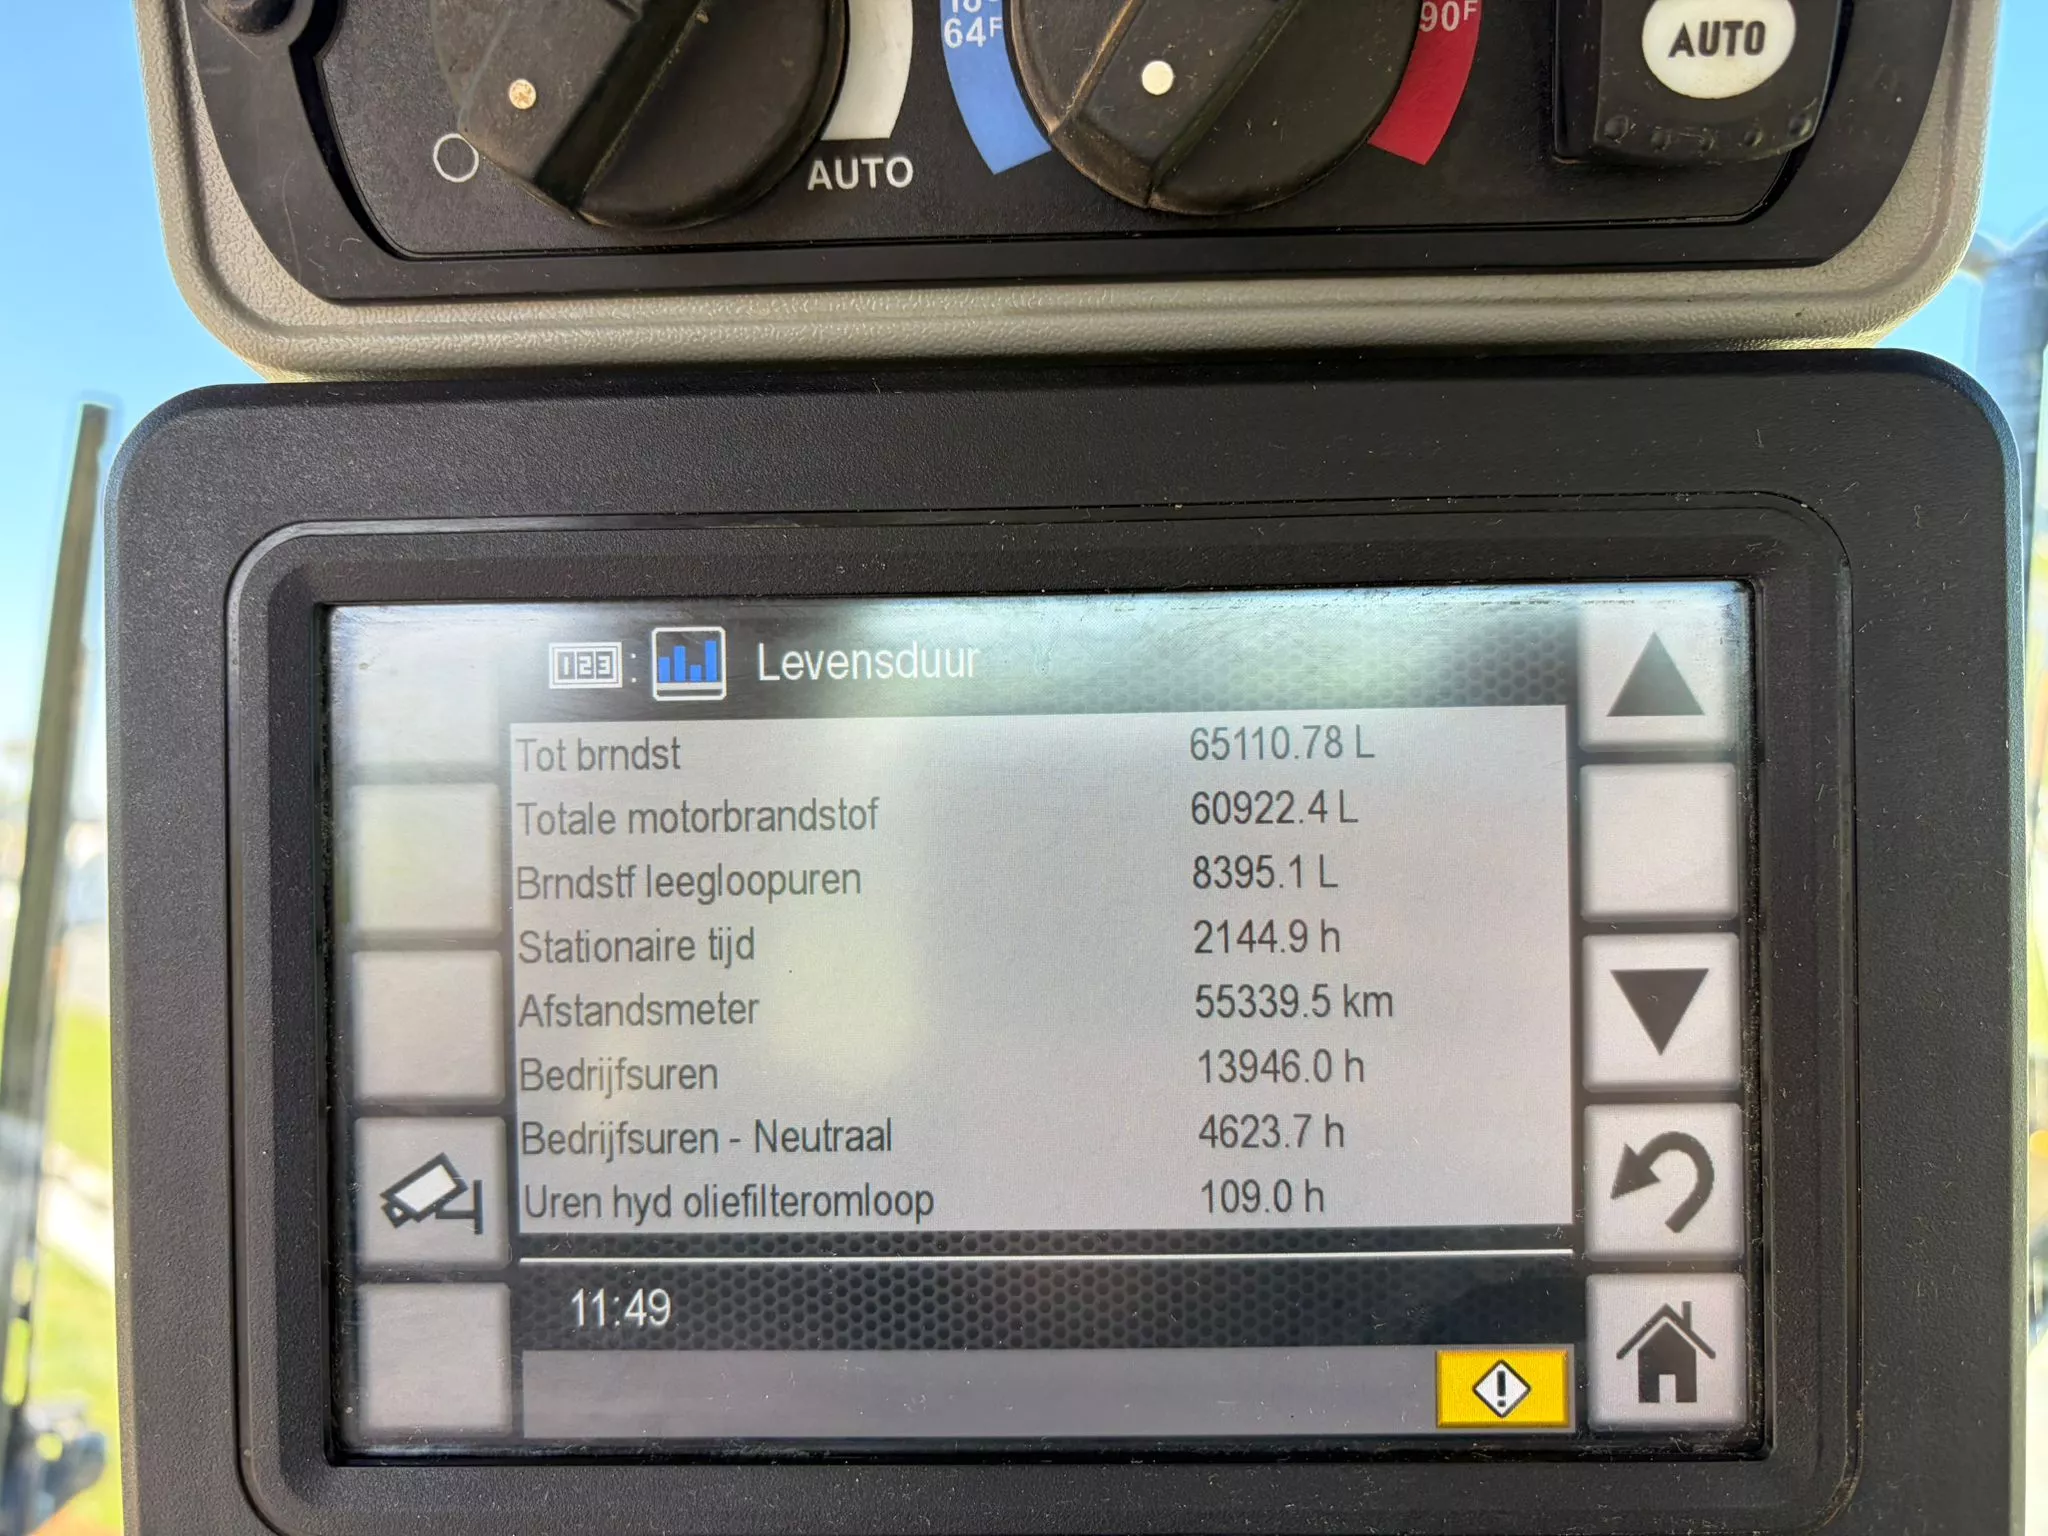 64F
90F
AUTO
AUTO
123 : Levensduur
Tot brndst 65110.78 L
Totale motorbrandstof 60922.4 L
Brndstf leegloopuren 8395.1 L
Stationaire tijd 2144.9 h
Afstandsmeter 55339.5 km
Bedrijfsuren 13946.0 h
Bedrijfsuren - Neutraal 4623.7 h
Uren hyd oliefilteromloop 109.0 h
11:49